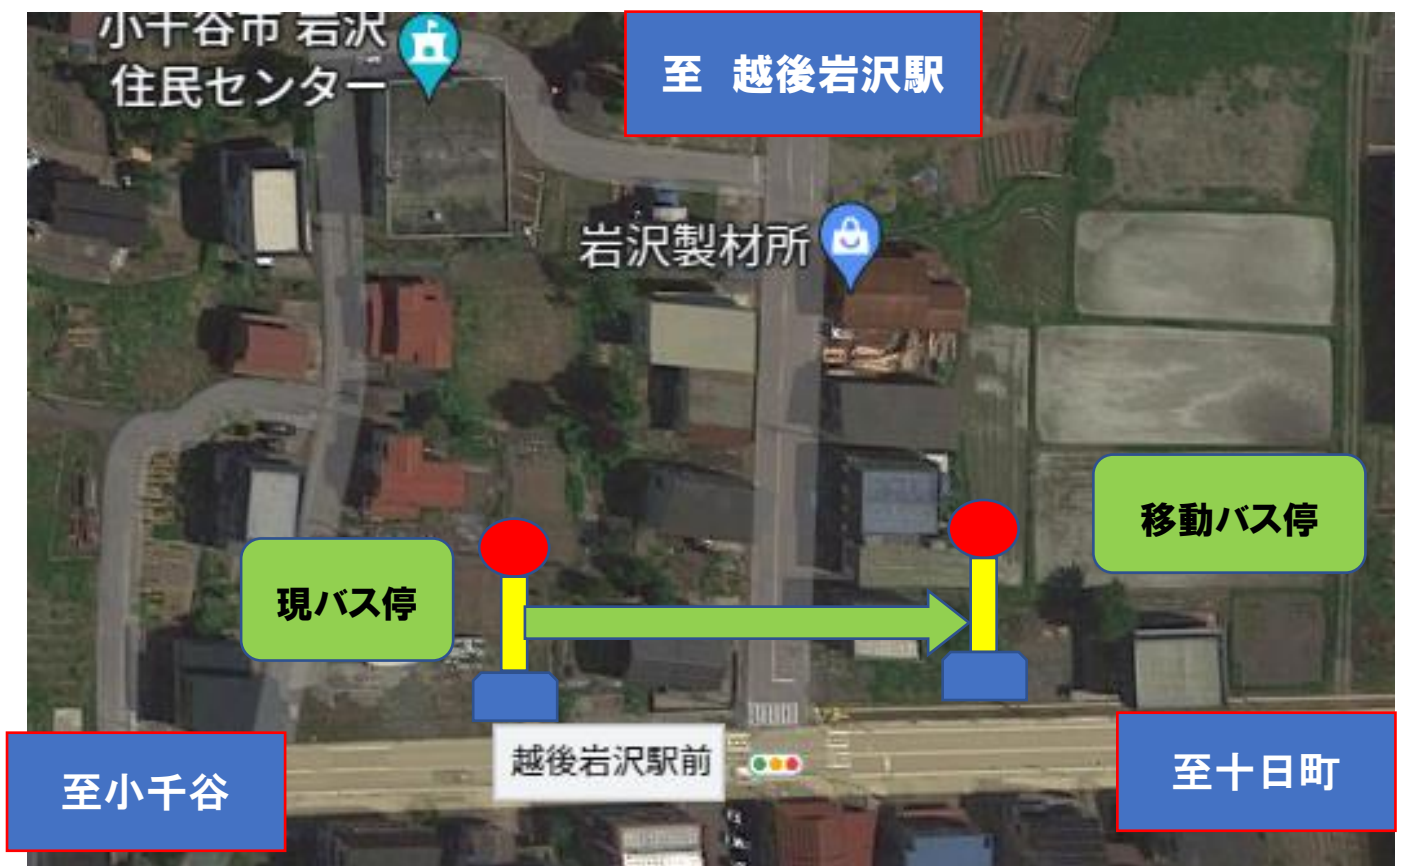 小千谷市 岩沢
住民センター
至　越後岩沢駅
岩沢製材所
移動バス停
現バス停
越後岩沢駅前
至小千谷
至十日町